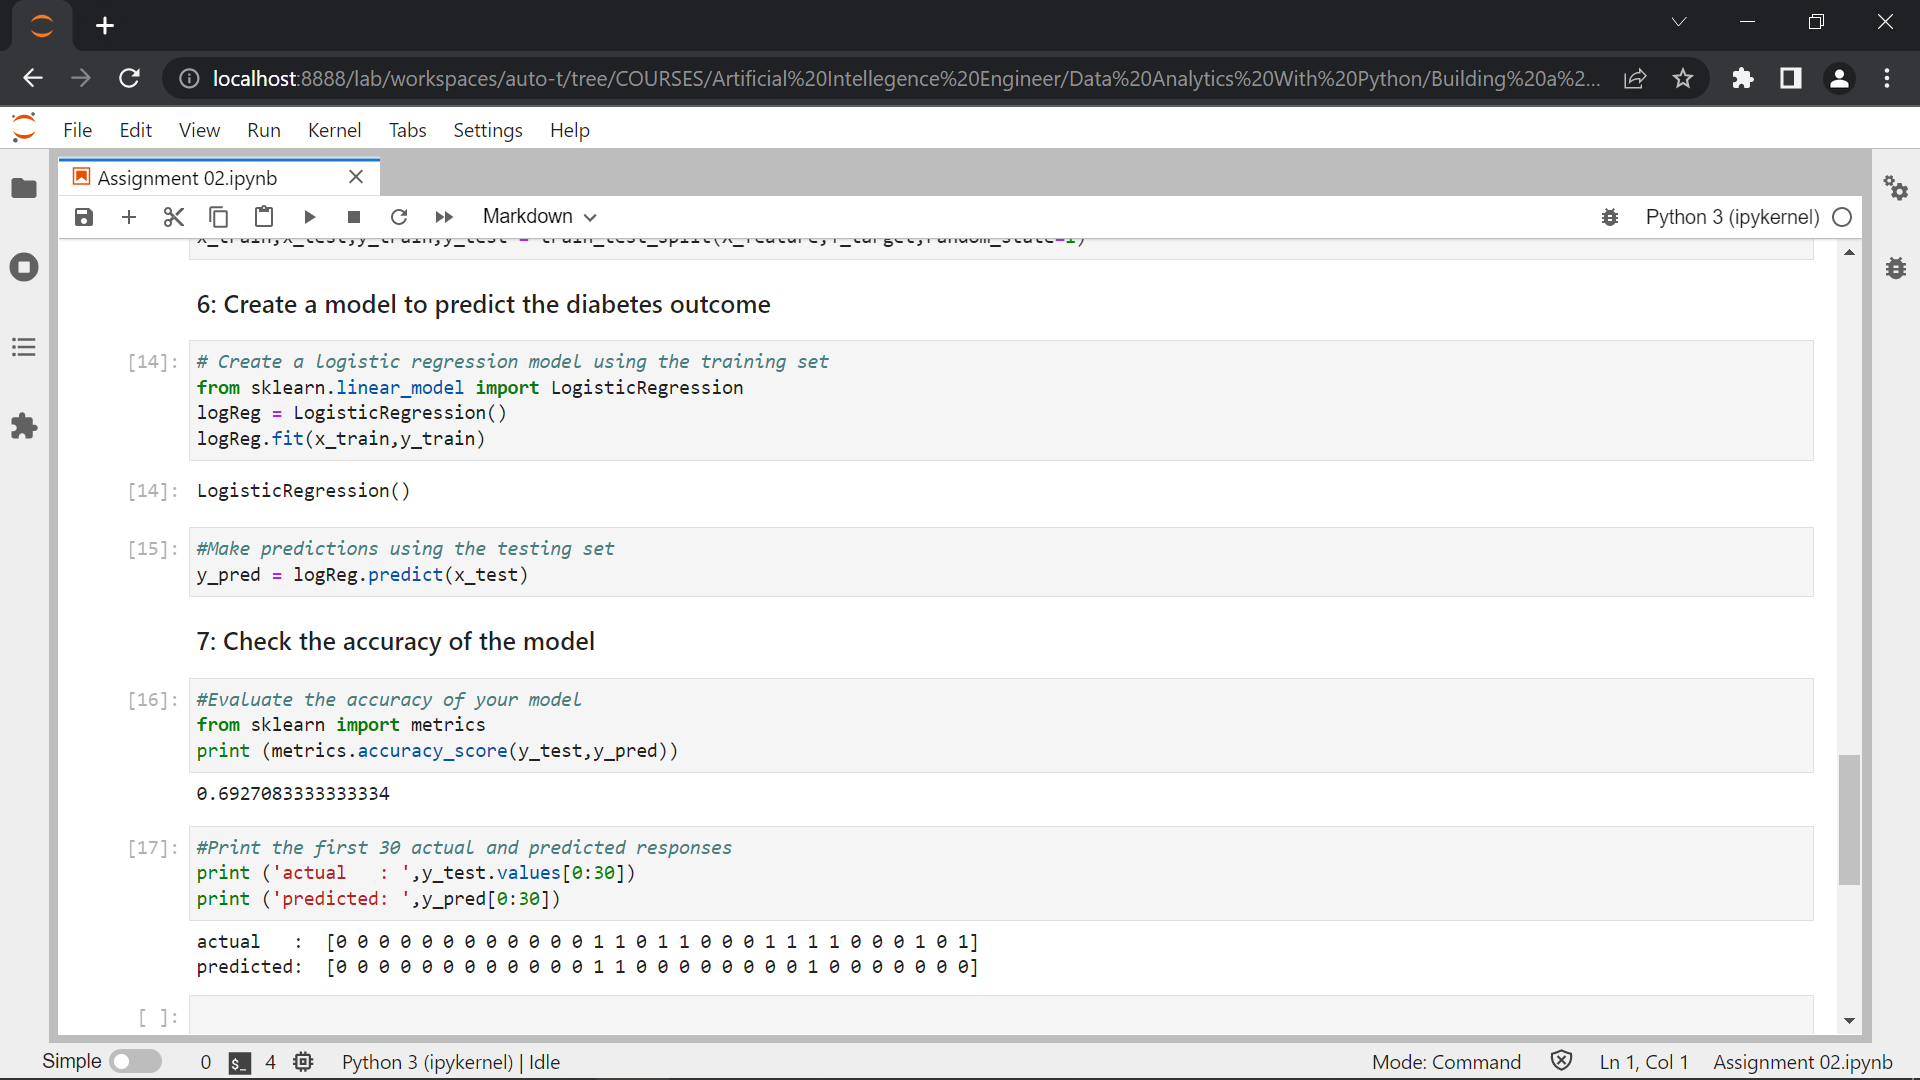 localhost:8888/lab/workspaces/auto-t/tree/COURSES/Artificial%20Intellegence%20Engineer/Data%20Analytics%20With%20Python/Building%20a%2...
File Edit View Run Kernel Tabs Settings Help
Assignment 02.ipynb
Markdown Python 3 (ipykernel)
x_train,x_test,y_train,y_test = train_test_split(x_feature,Y_target,random_state=1)
6: Create a model to predict the diabetes outcome
[14]: # Create a logistic regression model using the training set
from sklearn.linear_model import LogisticRegression
logReg = LogisticRegression()
logReg.fit(x_train,y_train)
[14]: LogisticRegression()
[15]: #Make predictions using the testing set
y_pred = logReg.predict(x_test)
7: Check the accuracy of the model
[16]: #Evaluate the accuracy of your model
from sklearn import metrics
print (metrics.accuracy_score(y_test,y_pred))
0.6927083333333334
[17]: #Print the first 30 actual and predicted responses
print ('actual   : ',y_test.values[0:30])
print ('predicted: ',y_pred[0:30])
actual   :  [0 0 0 0 0 0 0 0 0 0 0 0 1 1 0 1 1 0 0 0 1 1 1 1 0 0 0 1 0 1]
predicted:  [0 0 0 0 0 0 0 0 0 0 0 0 1 1 0 0 0 0 0 0 0 0 1 0 0 0 0 0 0 0]
[ ]:
Simple 0 $_ 4 Python 3 (ipykernel) | Idle Mode: Command Ln 1, Col 1 Assignment 02.ipynb